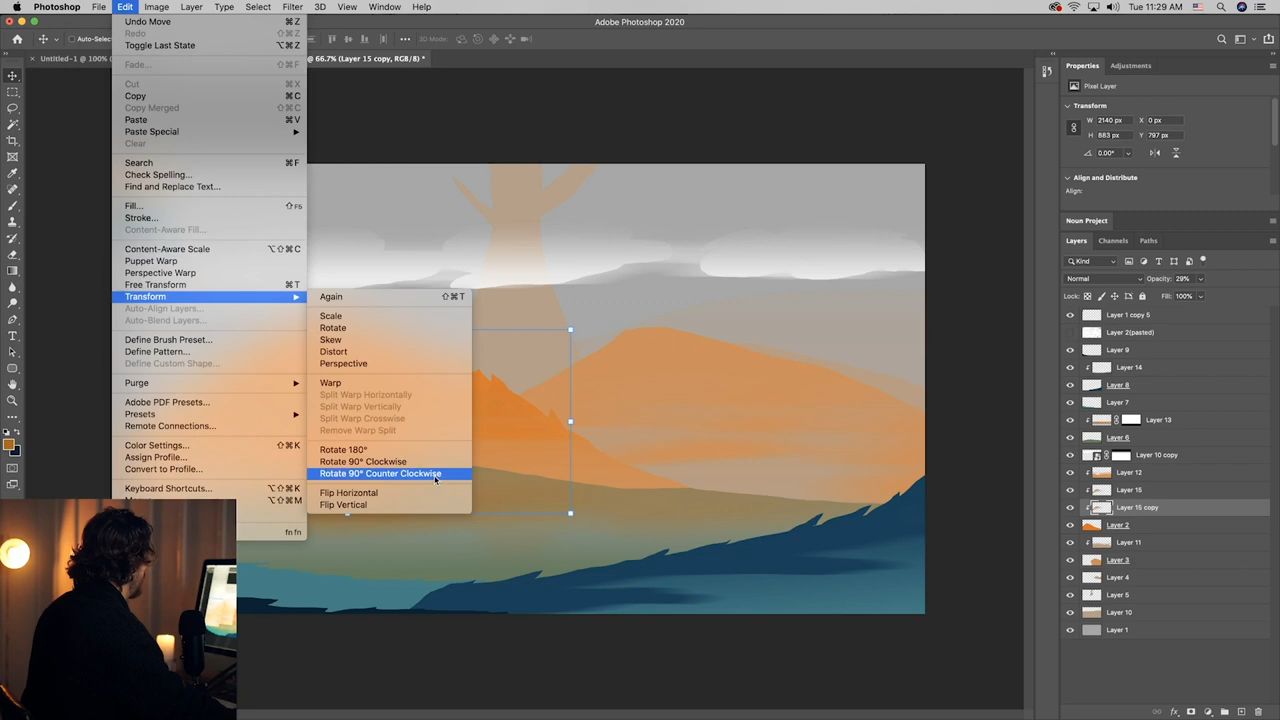 Photoshop File Edit Image Layer Type Select Filter 3D View Window Help
Tue 11:29 AM
Adobe Photoshop 2020
Auto-Selec
3D Mode:
Untitled-1 @ 100% (
@ 66.7% (Layer 15 copy, RGB/8) *
Undo Move ⌘Z
Redo ⇧⌘Z
Toggle Last State ⌥⌘Z
Fade... ⇧⌘F
Cut ⌘X
Copy ⌘C
Copy Merged ⇧⌘C
Paste ⌘V
Paste Special
Clear
Search ⌘F
Check Spelling...
Find and Replace Text...
Fill... ⇧F5
Stroke...
Content-Aware Fill...
Content-Aware Scale ⌥⇧⌘C
Puppet Warp
Perspective Warp
Free Transform ⌘T
Transform
Auto-Align Layers...
Auto-Blend Layers...
Define Brush Preset...
Define Pattern...
Define Custom Shape...
Purge
Adobe PDF Presets...
Presets
Remote Connections...
Color Settings... ⇧⌘K
Assign Profile...
Convert to Profile...
Keyboard Shortcuts... ⌥⇧⌘K
⌥⇧⌘M
fn fn
Again ⇧⌘T
Scale
Rotate
Skew
Distort
Perspective
Warp
Split Warp Horizontally
Split Warp Vertically
Split Warp Crosswise
Remove Warp Split
Rotate 180°
Rotate 90° Clockwise
Rotate 90° Counter Clockwise
Flip Horizontal
Flip Vertical
Properties Adjustments
Pixel Layer
Transform
W 2140 px X 0 px
H 883 px Y 797 px
0.00°
Align and Distribute
Align:
Noun Project
Layers Channels Paths
Kind
Normal Opacity: 29%
Lock: Fill: 100%
Layer 1 copy 5
Layer 2(pasted)
Layer 9
Layer 14
Layer 8
Layer 7
Layer 13
Layer 6
Layer 10 copy
Layer 12
Layer 15
Layer 15 copy
Layer 2
Layer 11
Layer 3
Layer 4
Layer 5
Layer 10
Layer 1
fx